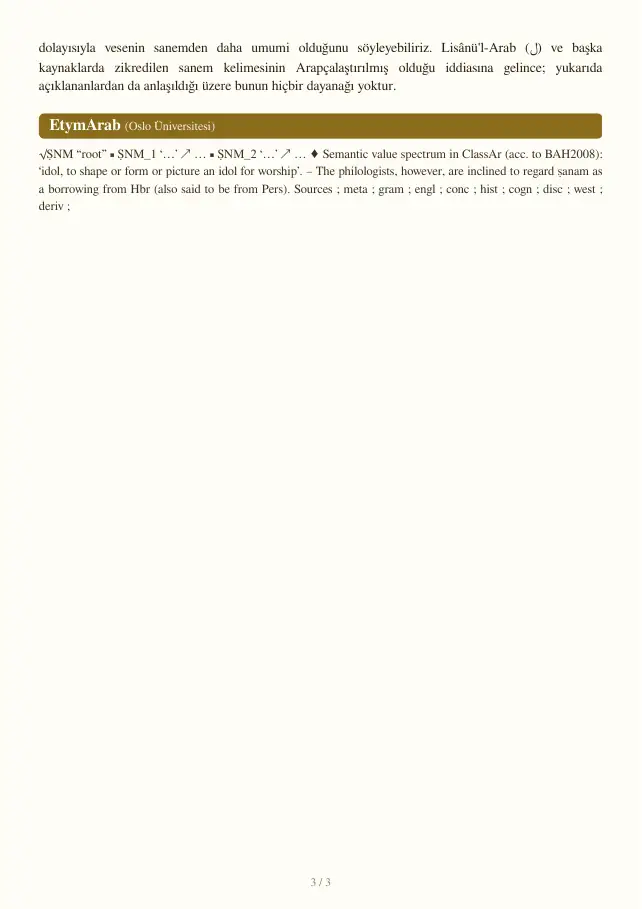 dolayısıyla vesenin sanemden daha umumi olduğunu söyleyebiliriz. Lisânü'l-Arab (ل) ve başka
kaynaklarda zikredilen sanem kelimesinin Arapçalaştırılmış olduğu iddiasına gelince; yukarıda
açıklananlardan da anlaşıldığı üzere bunun hiçbir dayanağı yoktur.
EtymArab (Oslo Üniversitesi)
√ṢNM “root” ▪ ṢNM_1 ‘…’ ↗ … ▪ ṢNM_2 ‘…’ ↗ … ♦ Semantic value spectrum in ClassAr (acc. to BAH2008):
‘idol, to shape or form or picture an idol for worship’. – The philologists, however, are inclined to regard ṣanam as
a borrowing from Hbr (also said to be from Pers). Sources ; meta ; gram ; engl ; conc ; hist ; cogn ; disc ; west ;
deriv ;
3 / 3